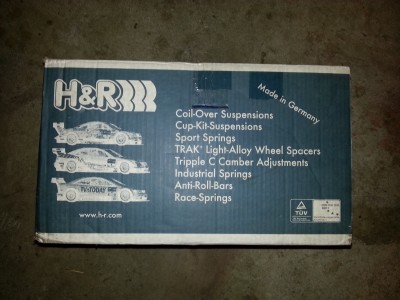 H&R
Made in Germany
Coil-Over Suspensions
Cup-Kit-Suspensions
Sport Springs
TRAK® Light-Alloy Wheel Spacers
Tripple C Camber Adjustments
Industrial Springs
Anti-Roll-Bars
Race-Springs
www.h-r.com
TÜV